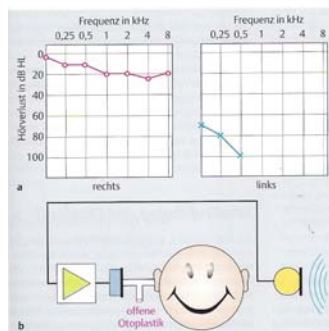 Frequenz in kHz
0,25 0,5 1 2 4 8
Hörverlust in dB HL
0
20
40
60
80
100
a
rechts
Frequenz in kHz
0,25 0,5 1 2 4 8
links
offene
Otoplastik
b